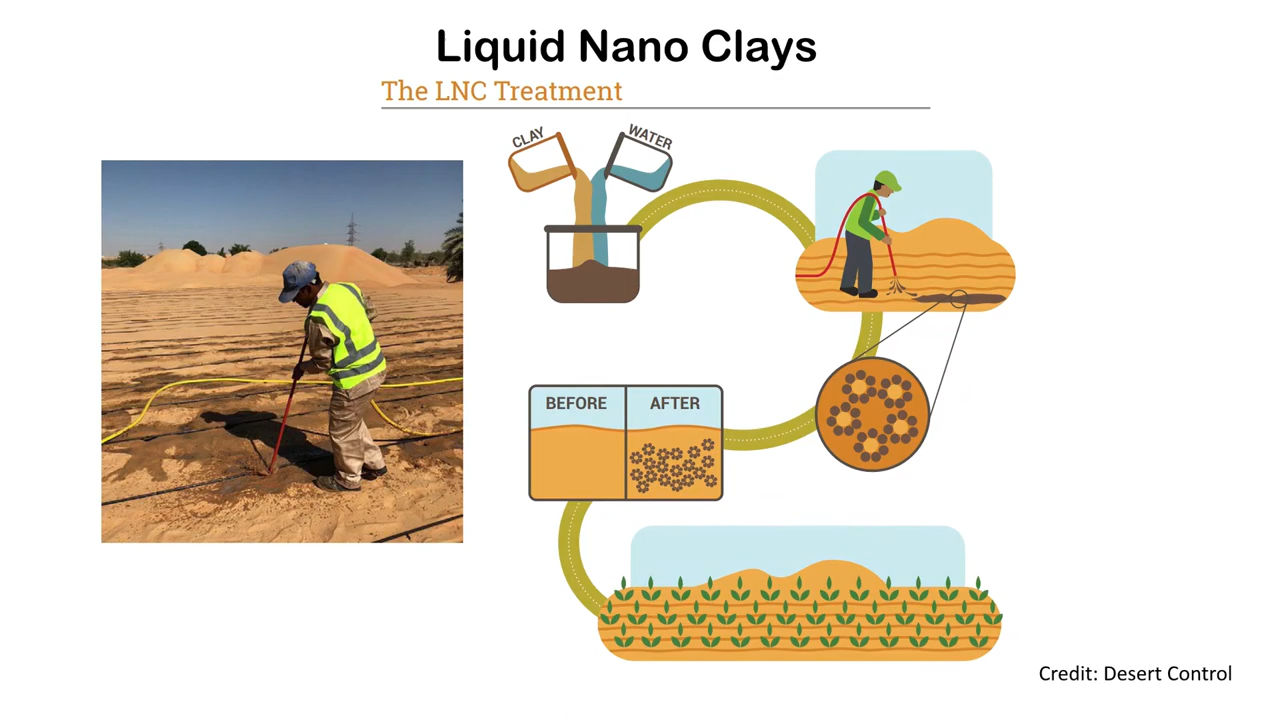 Liquid Nano Clays
The LNC Treatment
CLAY
WATER
BEFORE
AFTER
Credit: Desert Control